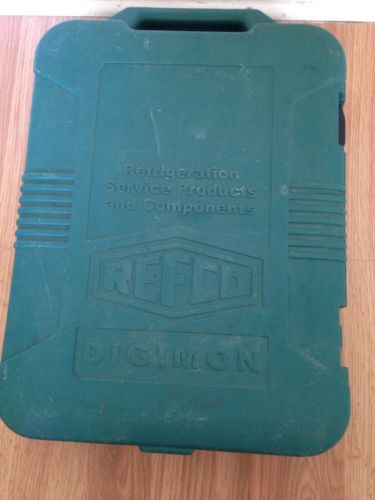 Refrigeration
Service Products
and Components
REFCO
DIGIMON